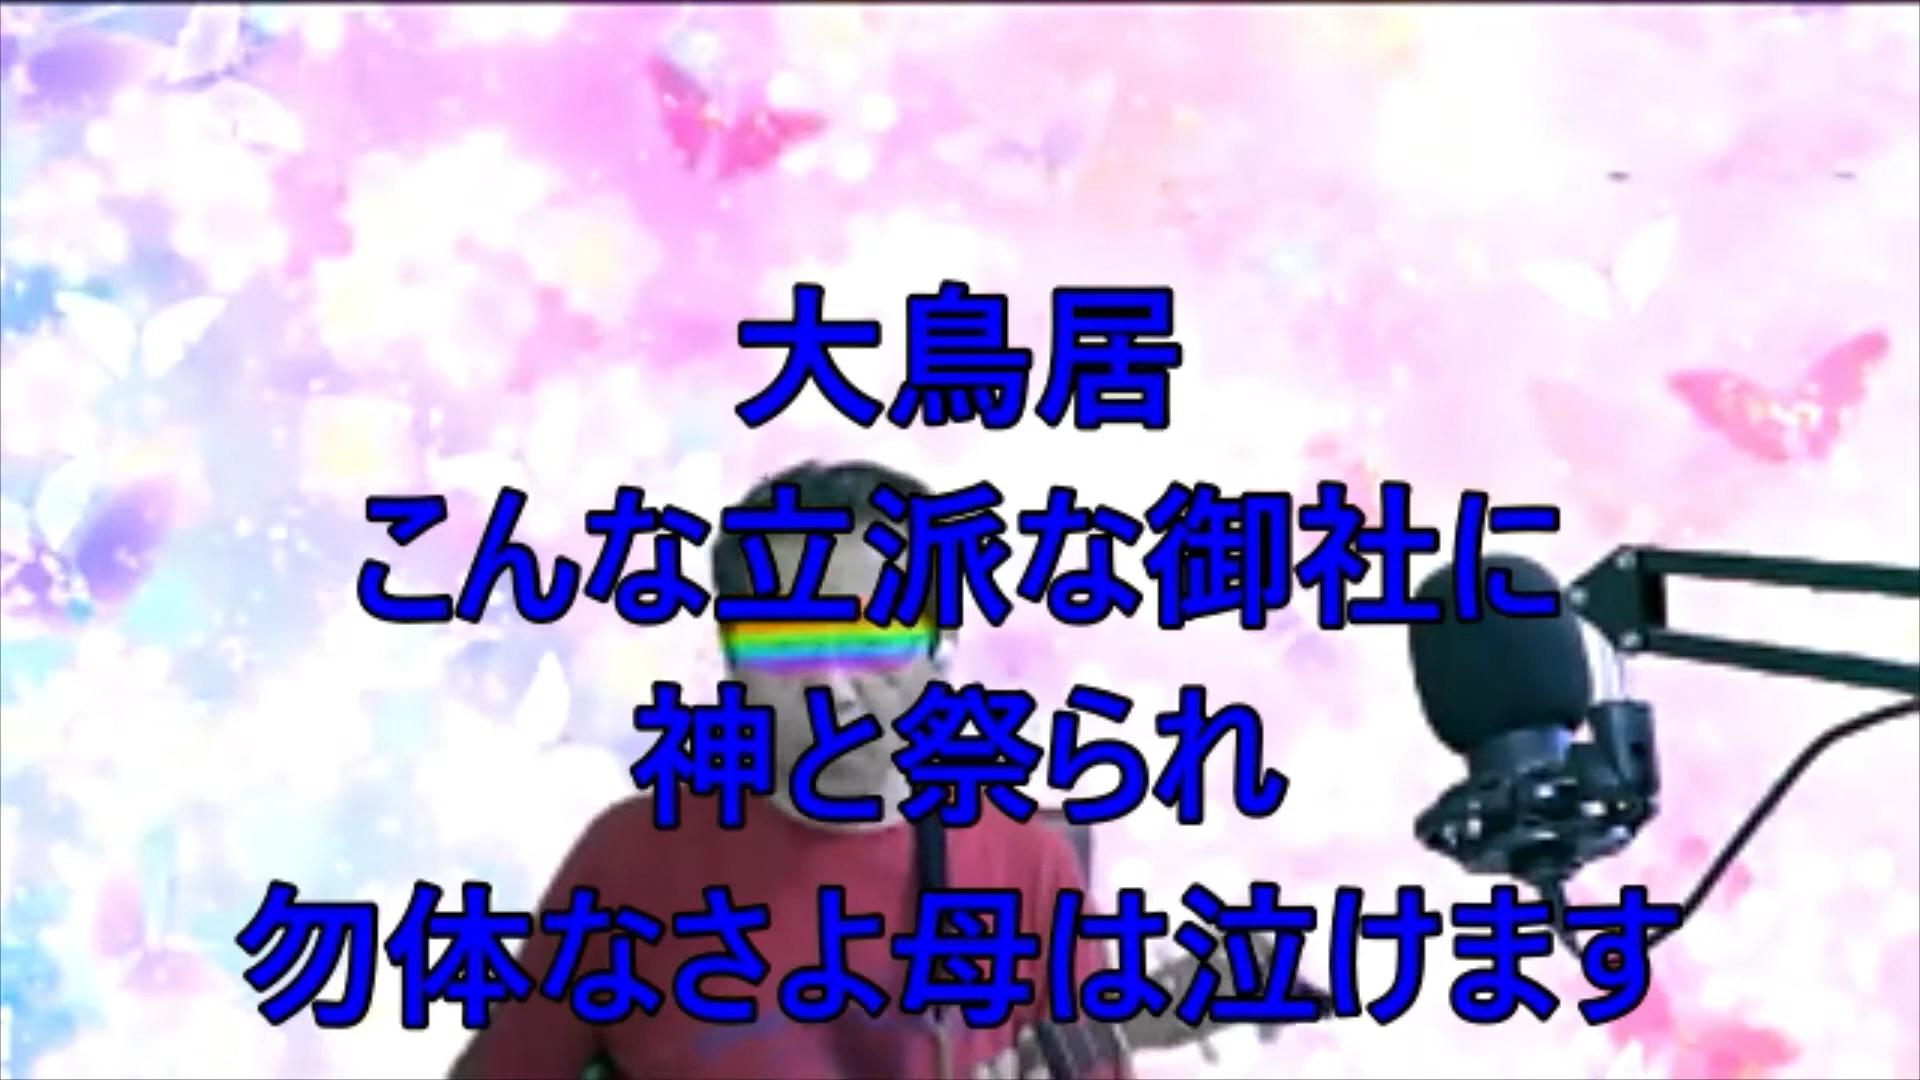 大鳥居
こんな立派な御社に
神と祭られ
勿体なさよ母は泣けます